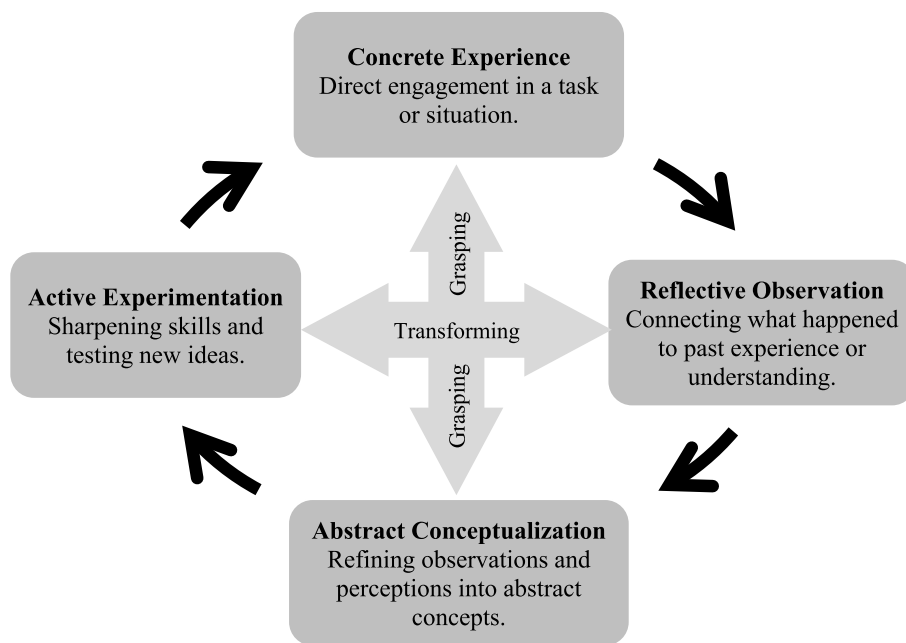 Concrete Experience
Direct engagement in a task
or situation.
Grasping
Active Experimentation
Sharpening skills and
testing new ideas.
Transforming
Reflective Observation
Connecting what happened
to past experience or
understanding.
Grasping
Abstract Conceptualization
Refining observations and
perceptions into abstract
concepts.